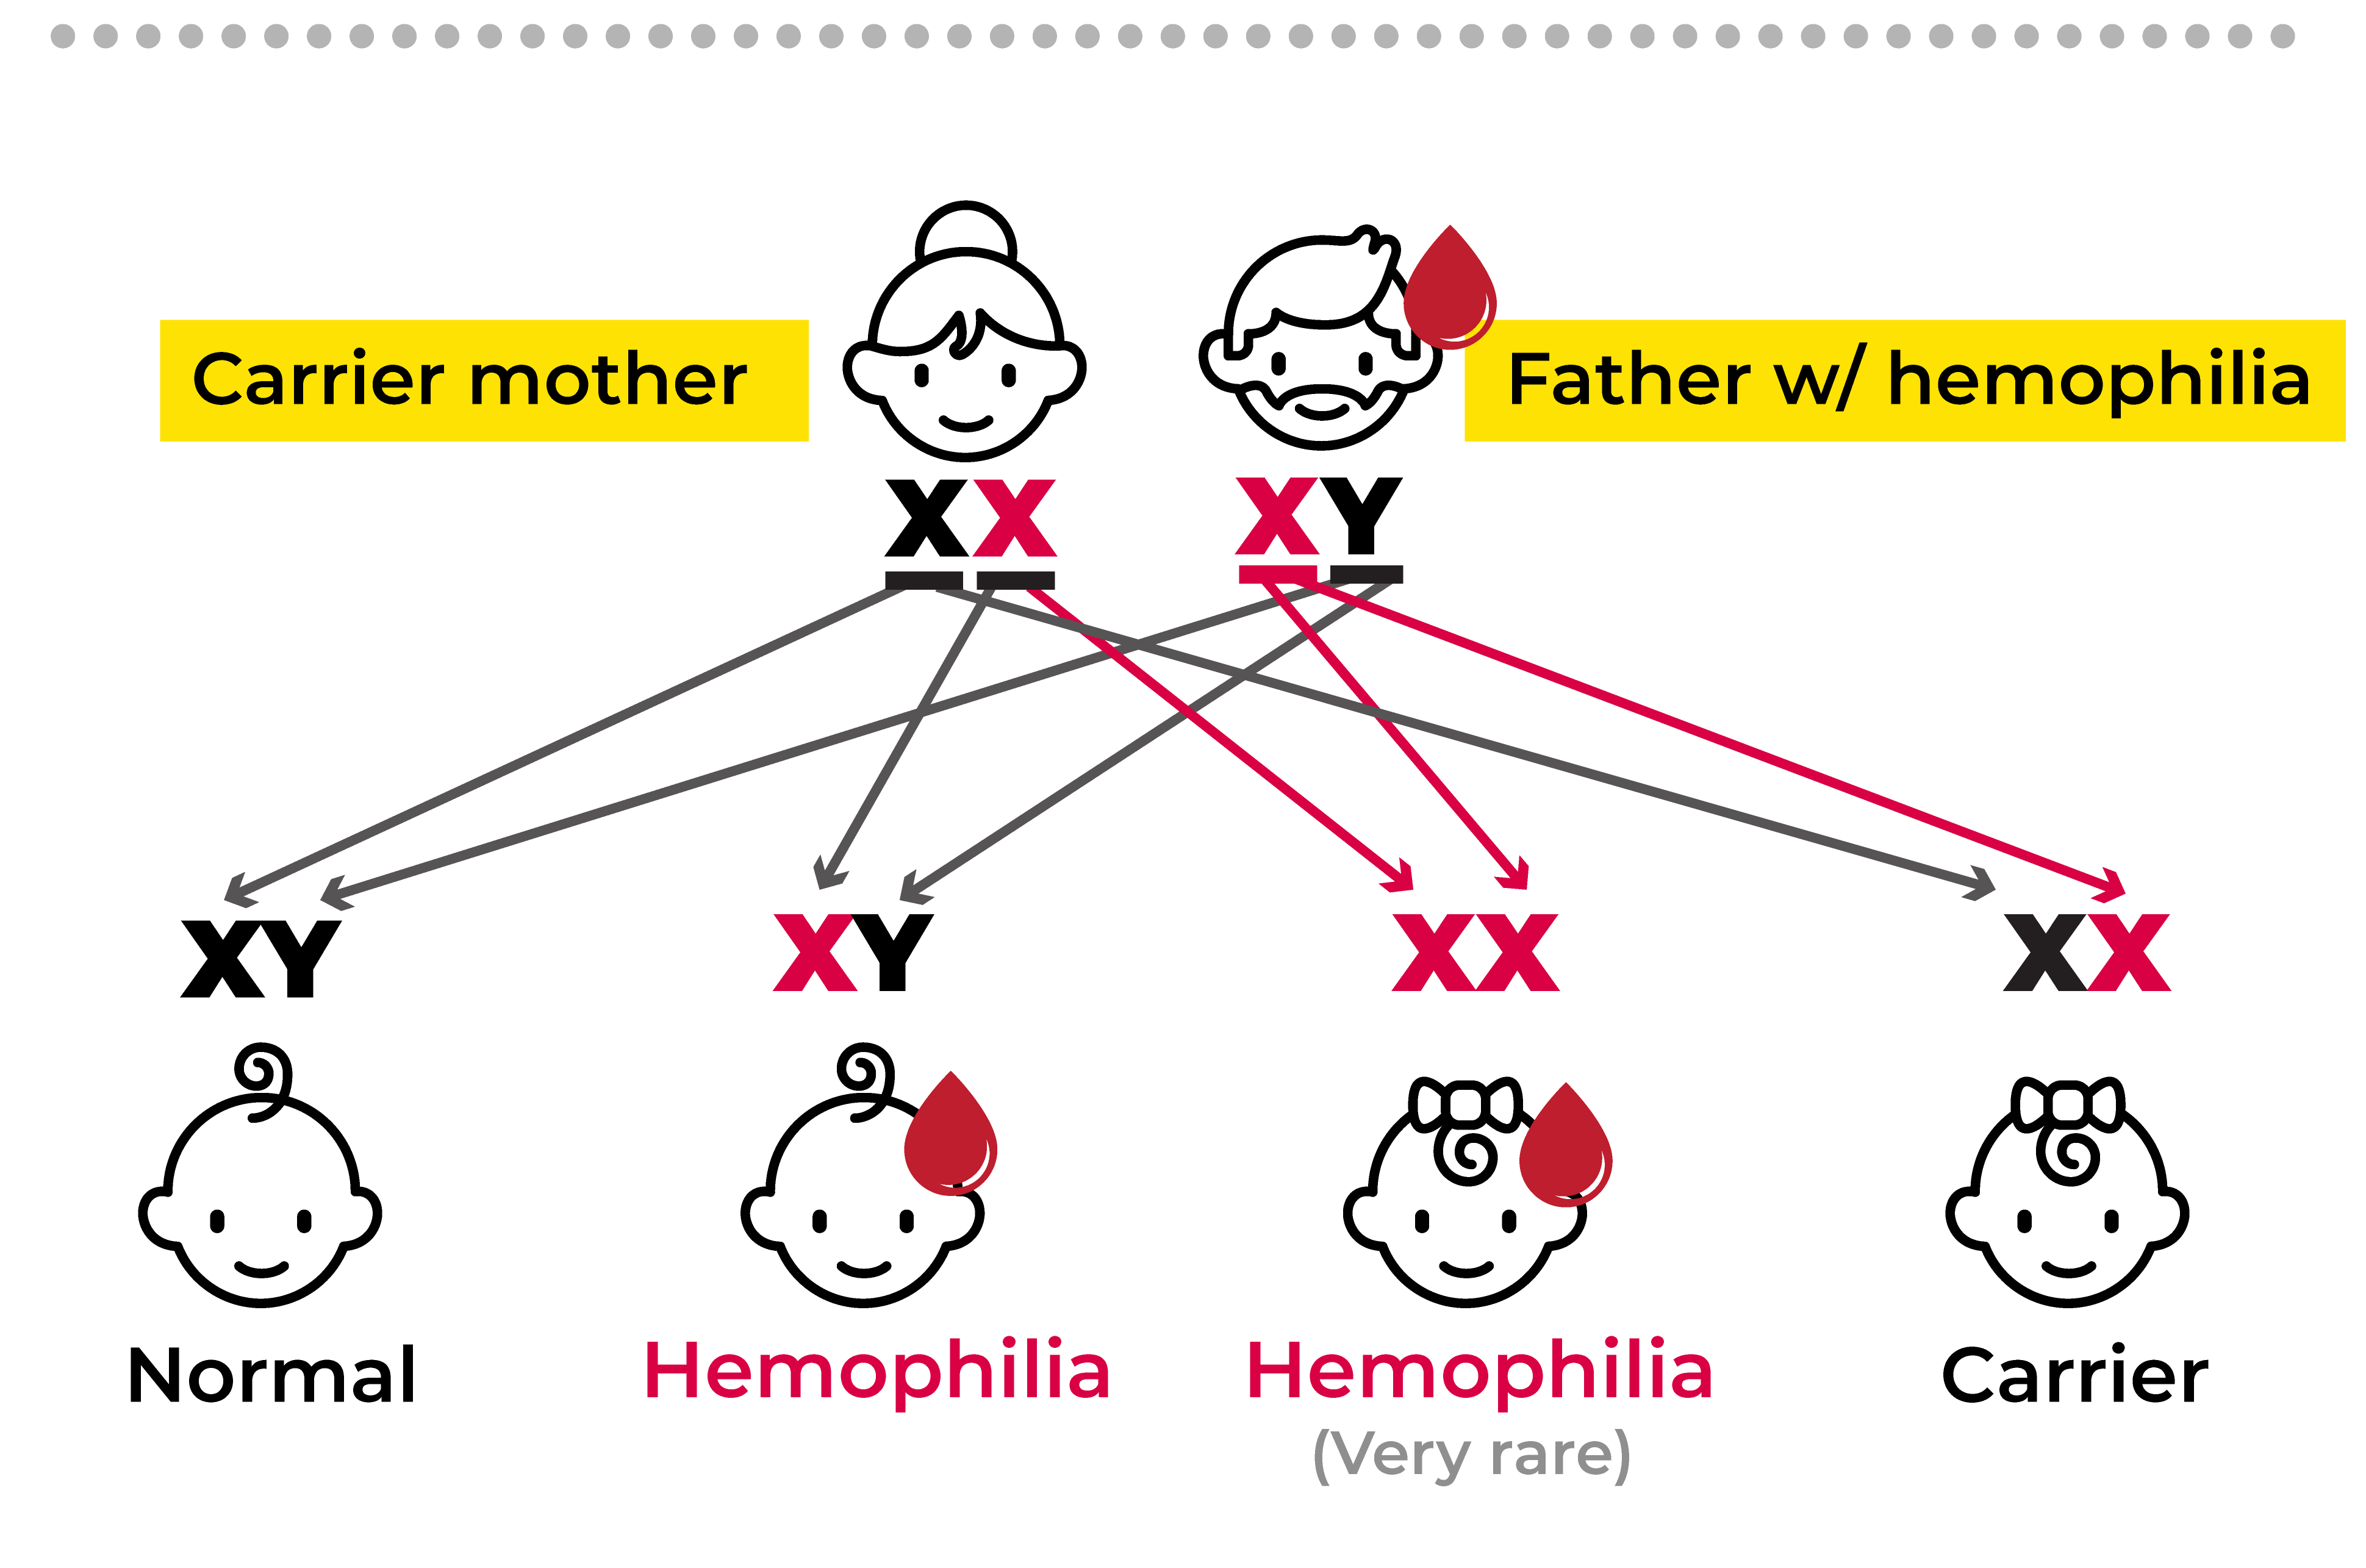 Carrier mother
Father w/ hemophilia
XX
XY
XY
XY
XX
XX
Normal
Hemophilia
Hemophilia
(Very rare)
Carrier